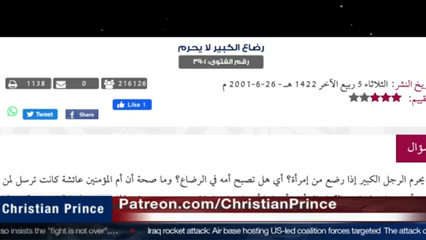 رضاع الكبير لا يحرم
رقم الفتوى: ٣٩٠١
تاريخ النشر: الثلاثاء 5 ربيع الآخر 1422 هـ - 26-6-2001 م
216126 0 1138
التقييم:
Like 1
Tweet Share
السؤال
يحرم الرجل الكبير إذا رضع من إمرأة؟ أي هل تصبح أمه في الرضاع؟ وما صحة أن أم المؤمنين عائشة كانت ترسل لمن
Christian Prince Patreon.com/ChristianPrince
so insists the "fight is not over",... Iraq rocket attack: Air base hosting US-led coalition forces targeted. The attack c